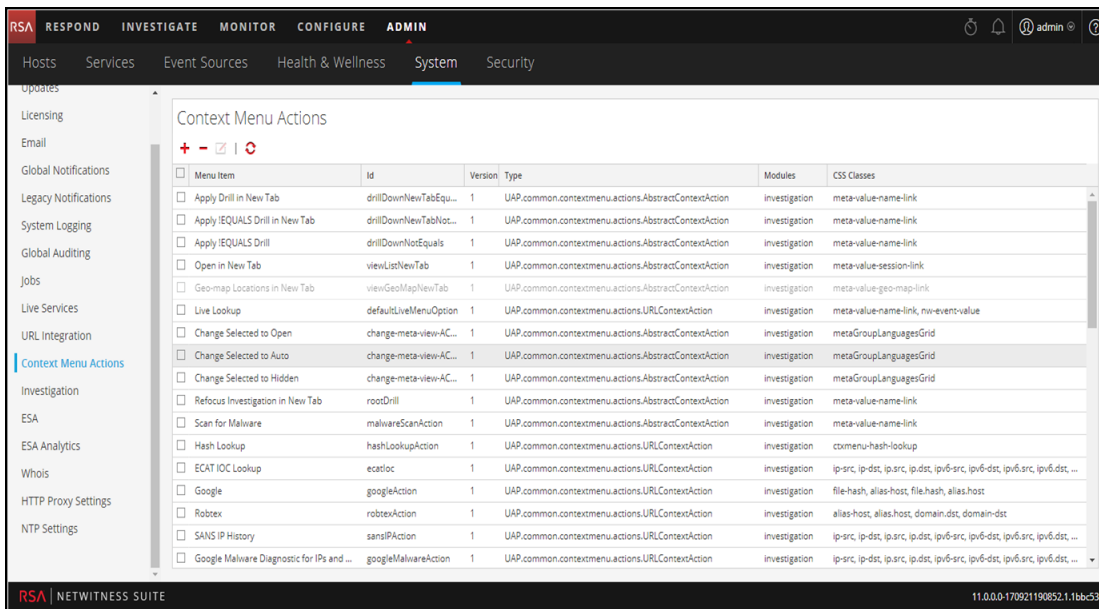 RSA RESPOND INVESTIGATE MONITOR CONFIGURE ADMIN admin
Hosts Services Event Sources Health & Wellness System Security
Updates
Licensing
Email
Global Notifications
Legacy Notifications
System Logging
Global Auditing
Jobs
Live Services
URL Integration
Context Menu Actions
Investigation
ESA
ESA Analytics
Whois
HTTP Proxy Settings
NTP Settings
Context Menu Actions
Menu Item Id Version Type Modules CSS Classes
Apply Drill in New Tab drillDownNewTabEqu... 1 UAP.common.contextmenu.actions.AbstractContextAction investigation meta-value-name-link
Apply !EQUALS Drill in New Tab drillDownNewTabNot... 1 UAP.common.contextmenu.actions.AbstractContextAction investigation meta-value-name-link
Apply !EQUALS Drill drillDownNotEquals 1 UAP.common.contextmenu.actions.AbstractContextAction investigation meta-value-name-link
Open in New Tab viewListNewTab 1 UAP.common.contextmenu.actions.AbstractContextAction investigation meta-value-session-link
Geo-map Locations in New Tab viewGeoMapNewTab 1 UAP.common.contextmenu.actions.AbstractContextAction investigation meta-value-geo-map-link
Live Lookup defaultLiveMenuOption 1 UAP.common.contextmenu.actions.URLContextAction investigation meta-value-name-link, nw-event-value
Change Selected to Open change-meta-view-AC... 1 UAP.common.contextmenu.actions.AbstractContextAction investigation metaGroupLanguagesGrid
Change Selected to Auto change-meta-view-AC... 1 UAP.common.contextmenu.actions.AbstractContextAction investigation metaGroupLanguagesGrid
Change Selected to Hidden change-meta-view-AC... 1 UAP.common.contextmenu.actions.AbstractContextAction investigation metaGroupLanguagesGrid
Refocus Investigation in New Tab rootDrill 1 UAP.common.contextmenu.actions.AbstractContextAction investigation meta-value-name-link
Scan for Malware malwareScanAction 1 UAP.common.contextmenu.actions.AbstractContextAction investigation meta-value-name-link
Hash Lookup hashLookupAction 1 UAP.common.contextmenu.actions.URLContextAction investigation ctxmenu-hash-lookup
ECAT IOC Lookup ecatIoc 1 UAP.common.contextmenu.actions.URLContextAction investigation ip-src, ip-dst, ip.src, ip.dst, ipv6-src, ipv6-dst, ipv6.src, ipv6.dst, ...
Google googleAction 1 UAP.common.contextmenu.actions.URLContextAction investigation file-hash, alias-host, file.hash, alias.host
Robtex robtexAction 1 UAP.common.contextmenu.actions.URLContextAction investigation alias-host, alias.host, domain.dst, domain-dst
SANS IP History sansIPAction 1 UAP.common.contextmenu.actions.URLContextAction investigation ip-src, ip-dst, ip.src, ip.dst, ipv6-src, ipv6-dst, ipv6.src, ipv6.dst, ...
Google Malware Diagnostic for IPs and ... googleMalwareAction 1 UAP.common.contextmenu.actions.URLContextAction investigation ip-src, ip-dst, ip.src, ip.dst, ipv6-src, ipv6-dst, ipv6.src, ipv6.dst, ...
RSA | NETWITNESS SUITE 11.0.0.0-170921190852.1.1bbc53